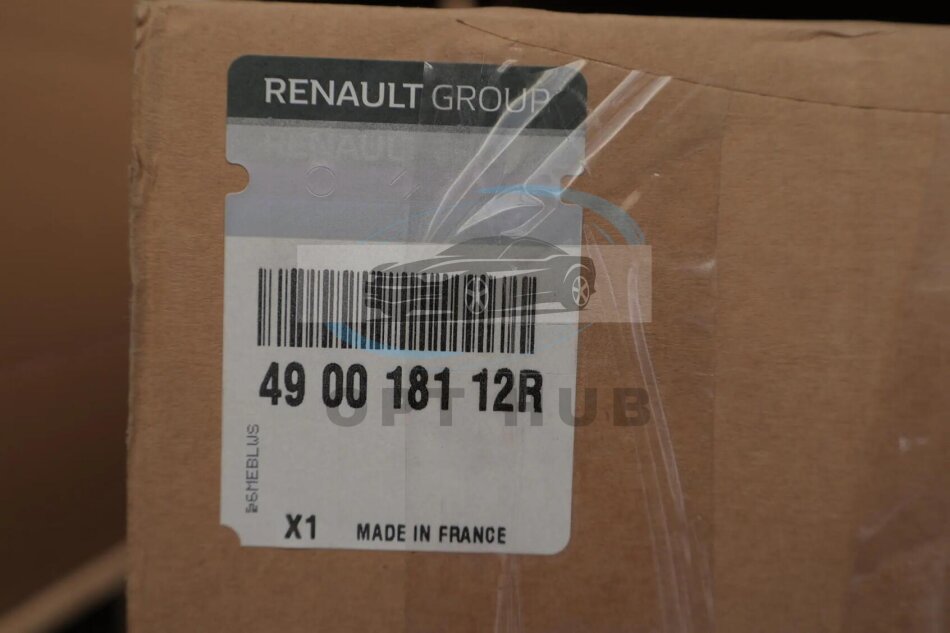 RENAULT GROUP
49 00 181 12R
OPT HUB
X1 MADE IN FRANCE